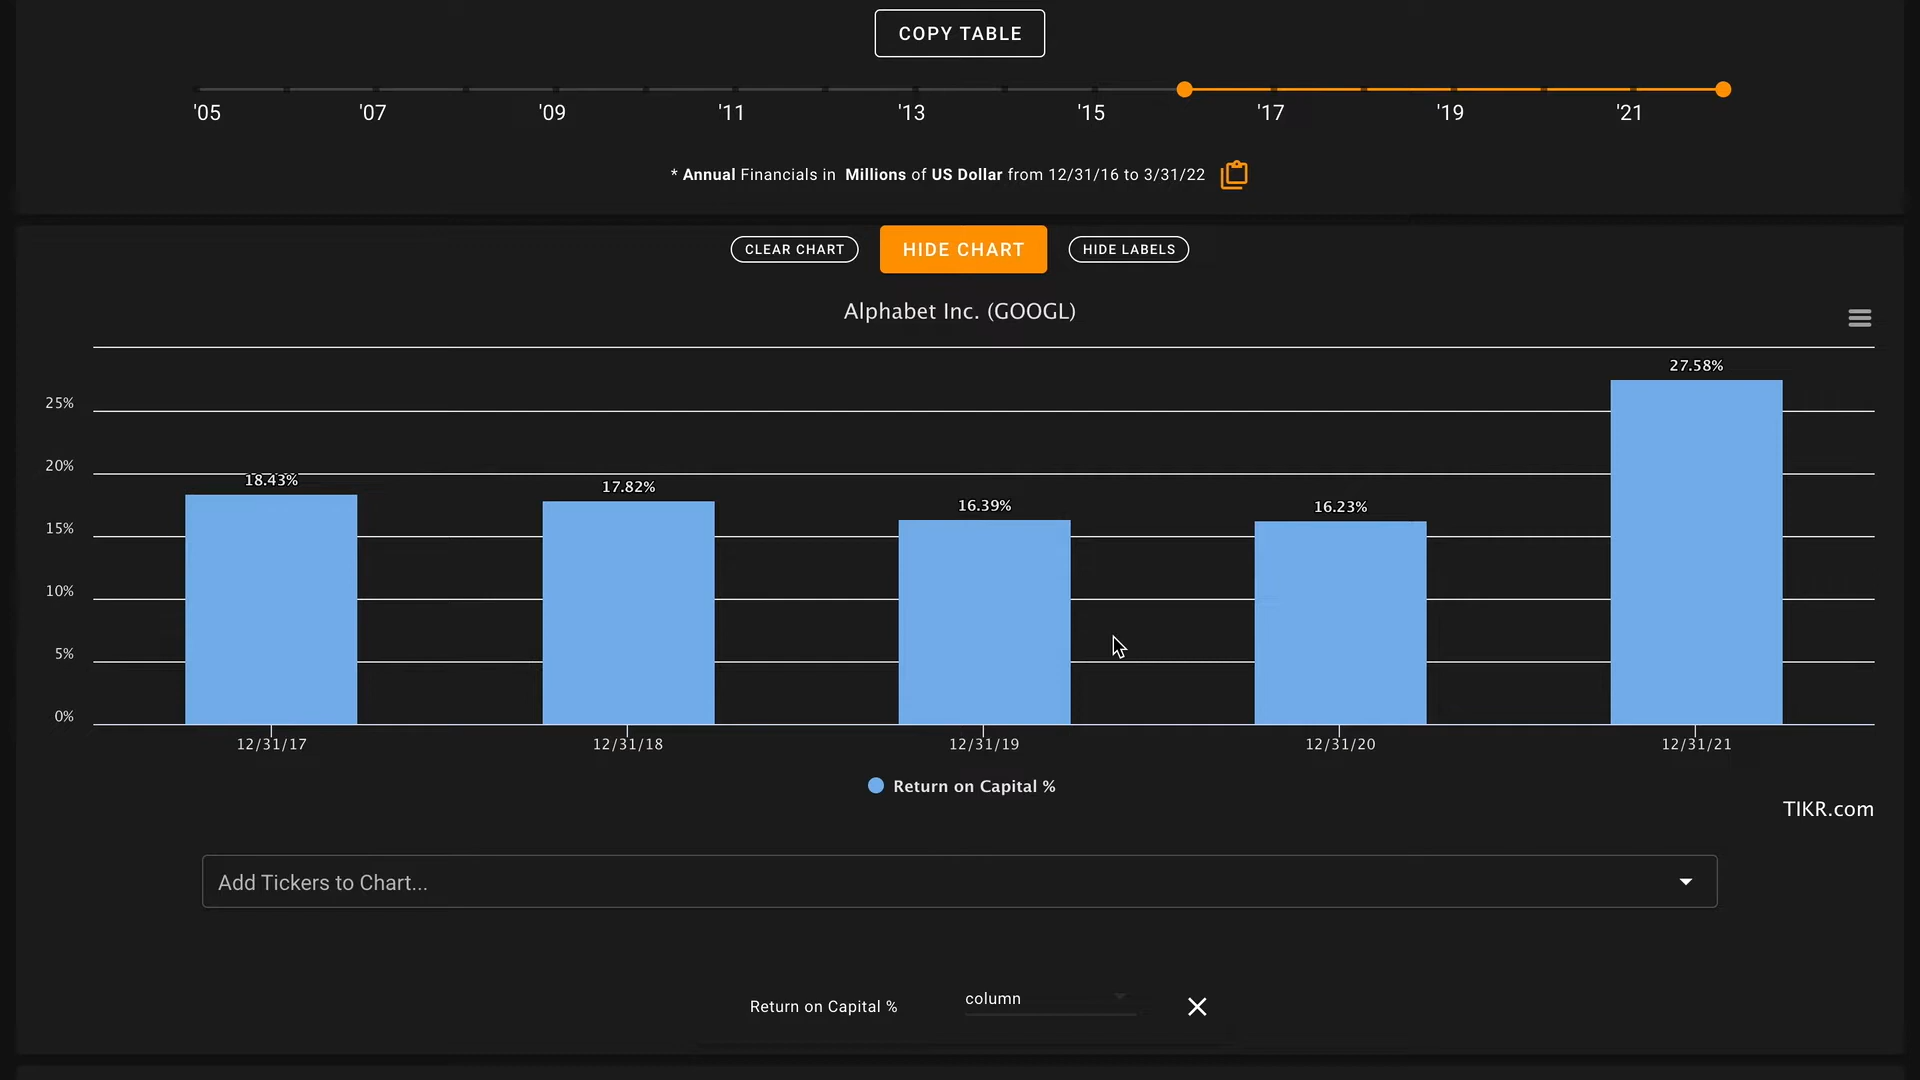 COPY TABLE
'05 '07 '09 '11 '13 '15 '17 '19 '21
* Annual Financials in Millions of US Dollar from 12/31/16 to 3/31/22
CLEAR CHART HIDE CHART HIDE LABELS
Alphabet Inc. (GOOGL)
27.58%
25%
20%
18.43% 17.82% 16.39% 16.23%
15%
10%
5%
0%
12/31/17 12/31/18 12/31/19 12/31/20 12/31/21
Return on Capital %
TIKR.com
Add Tickers to Chart...
Return on Capital % column